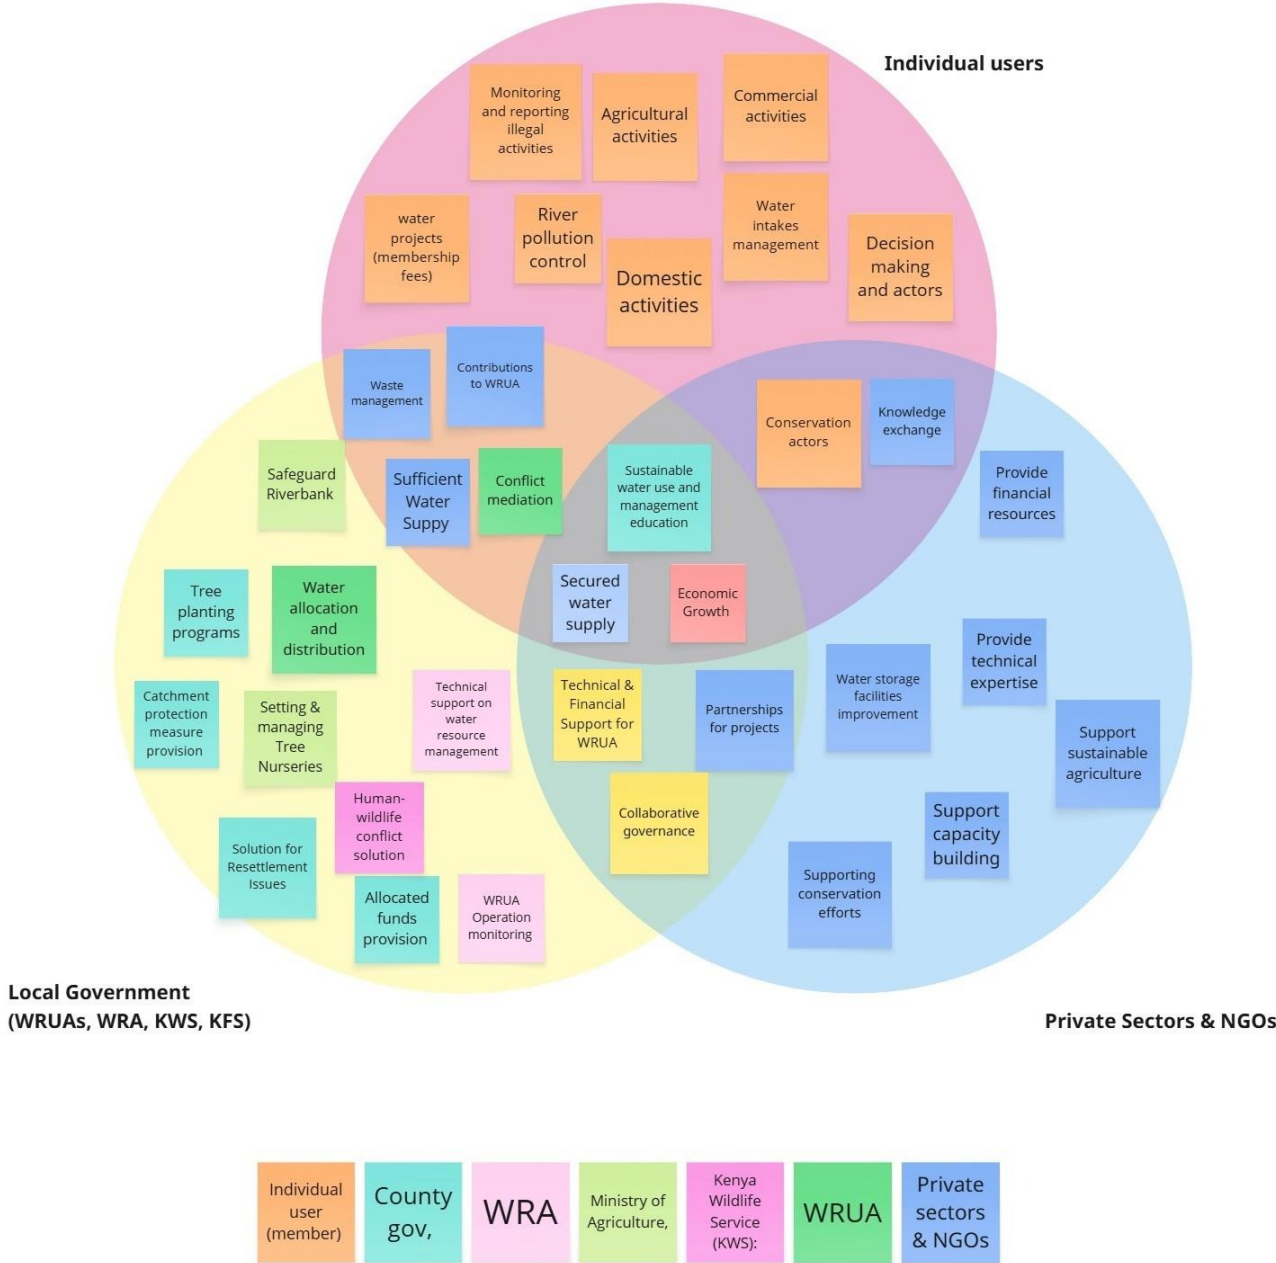 Individual users
Monitoring
and reporting
illegal
activities
Agricultural
activities
Commercial
activities
water
projects
(membership
fees)
River
pollution
control
Domestic
activities
Water
intakes
management
Decision
making
and actors
Waste
management
Contributions
to WRUA
Conservation
actors
Knowledge
exchange
Safeguard
Riverbank
Sufficient
Water
Suppy
Conflict
mediation
Sustainable
water use and
management
education
Provide
financial
resources
Tree
planting
programs
Water
allocation
and
distribution
Secured
water
supply
Economic
Growth
Catchment
protection
measure
provision
Setting &
managing
Tree
Nurseries
Technical
support on
water
resource
management
Technical &
Financial
Support for
WRUA
Partnerships
for projects
Water storage
facilities
improvement
Provide
technical
expertise
Support
sustainable
agriculture
Human-
wildlife
conflict
solution
Collaborative
governance
Support
capacity
building
Solution for
Resettlement
Issues
Allocated
funds
provision
WRUA
Operation
monitoring
Supporting
conservation
efforts
Local Government
(WRUAs, WRA, KWS, KFS)
Private Sectors & NGOs
Individual
user
(member)
County
gov,
WRA
Ministry of
Agriculture,
Kenya
Wildlife
Service
(KWS):
WRUA
Private
sectors
& NGOs